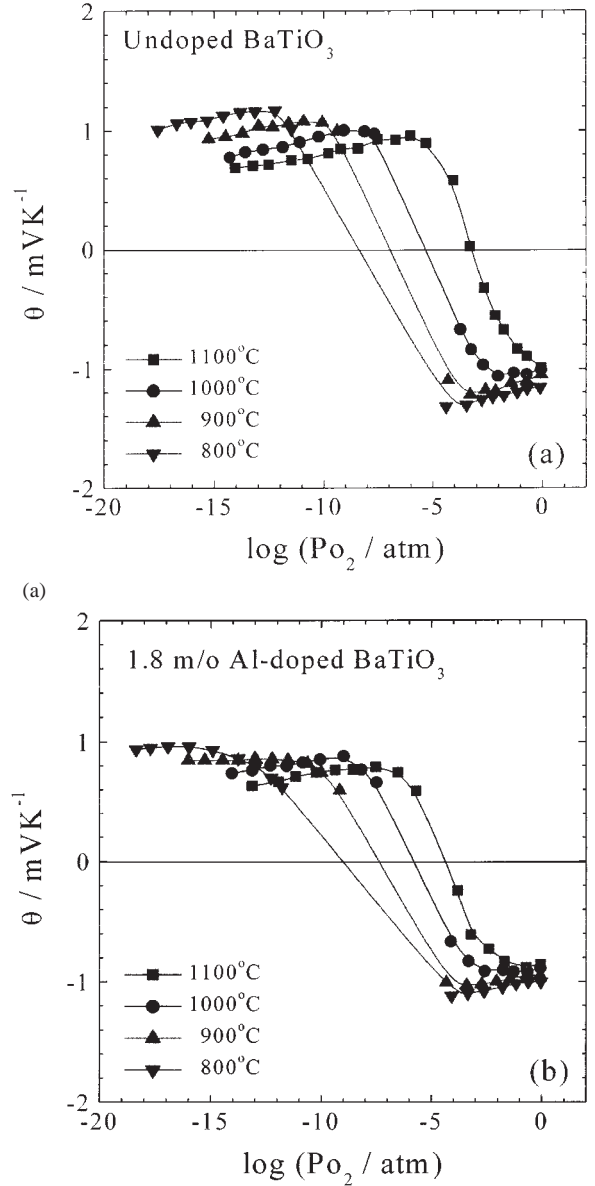 2
Undoped BaTiO₃
1
0
-1
-2
θ / mVK⁻¹
1100°C
1000°C
900°C
800°C
(a)
-20 -15 -10 -5 0
log (Po₂ / atm)
(a)
2
1.8 m/o Al-doped BaTiO₃
1
0
-1
-2
θ / mVK⁻¹
1100°C
1000°C
900°C
800°C
(b)
-20 -15 -10 -5 0
log (Po₂ / atm)